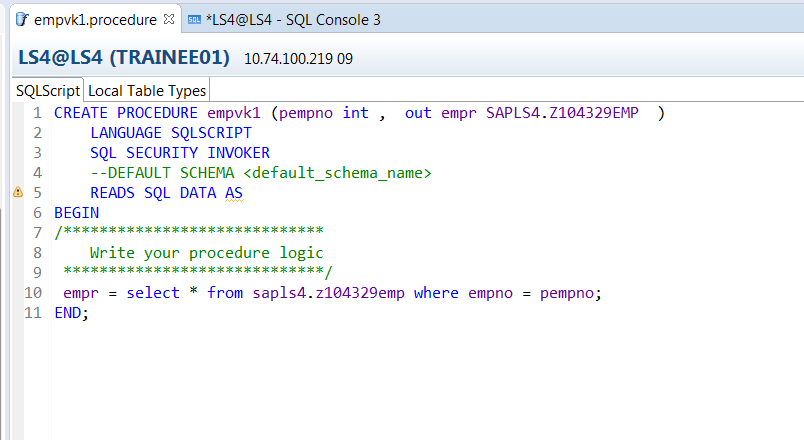 empvk1.procedure
*LS4@LS4 - SQL Console 3
LS4@LS4 (TRAINEE01) 10.74.100.219 09
SQLScript Local Table Types
1 CREATE PROCEDURE empvk1 (pempno int ,  out empr SAPLS4.Z104329EMP  )
2     LANGUAGE SQLSCRIPT
3     SQL SECURITY INVOKER
4     --DEFAULT SCHEMA <default_schema_name>
5     READS SQL DATA AS
6 BEGIN
7 /*****************************
8     Write your procedure logic
9  *****************************/
10  empr = select * from sapls4.z104329emp where empno = pempno;
11 END;